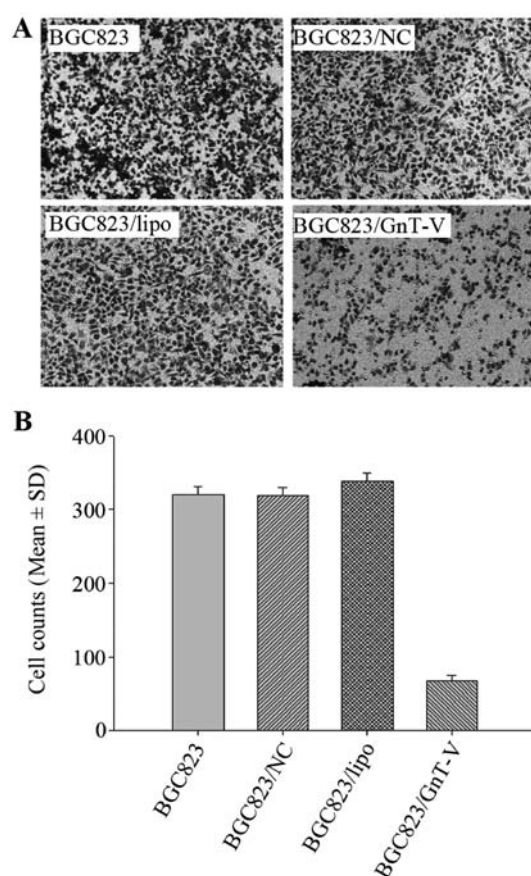 A
BGC823
BGC823/NC
BGC823/lipo
BGC823/GnT-V
B
Cell counts (Mean ± SD)
400
300
200
100
0
BGC823
BGC823/NC
BGC823/lipo
BGC823/GnT-V